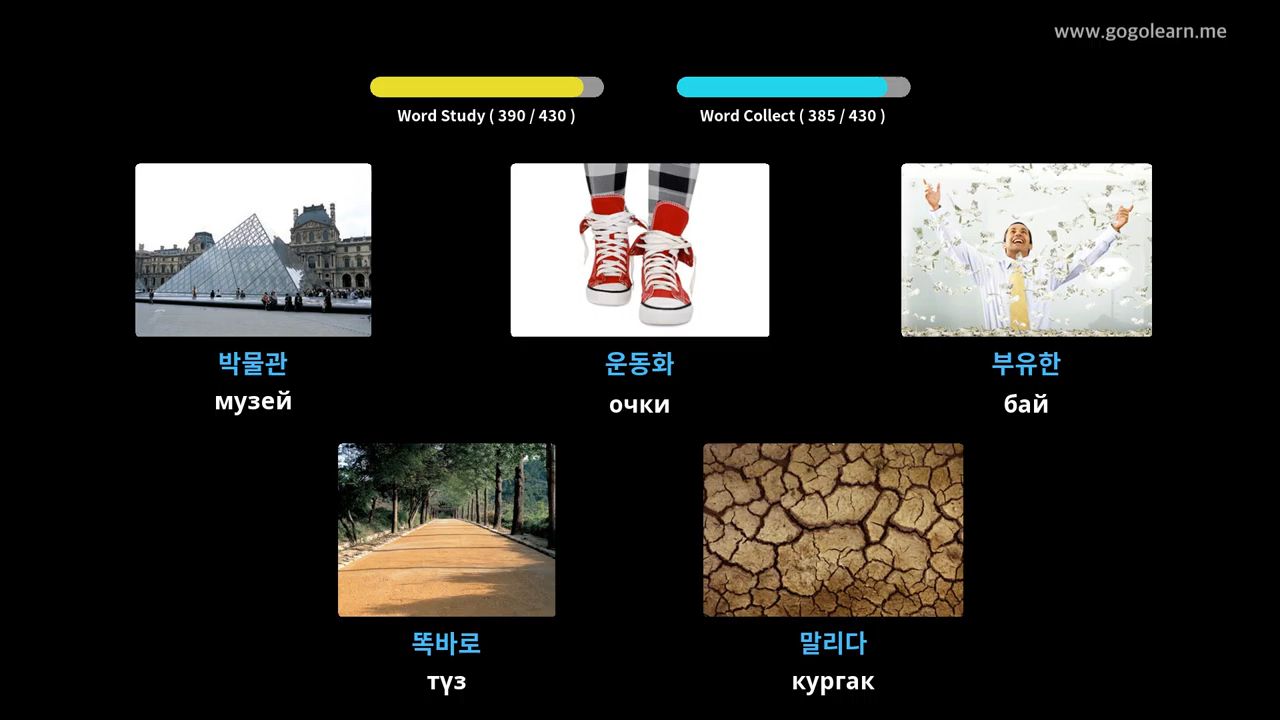 www.gogolearn.me
Word Study ( 390 / 430 )
Word Collect ( 385 / 430 )
박물관
музей
운동화
очки
부유한
бай
똑바로
түз
말리다
кургак